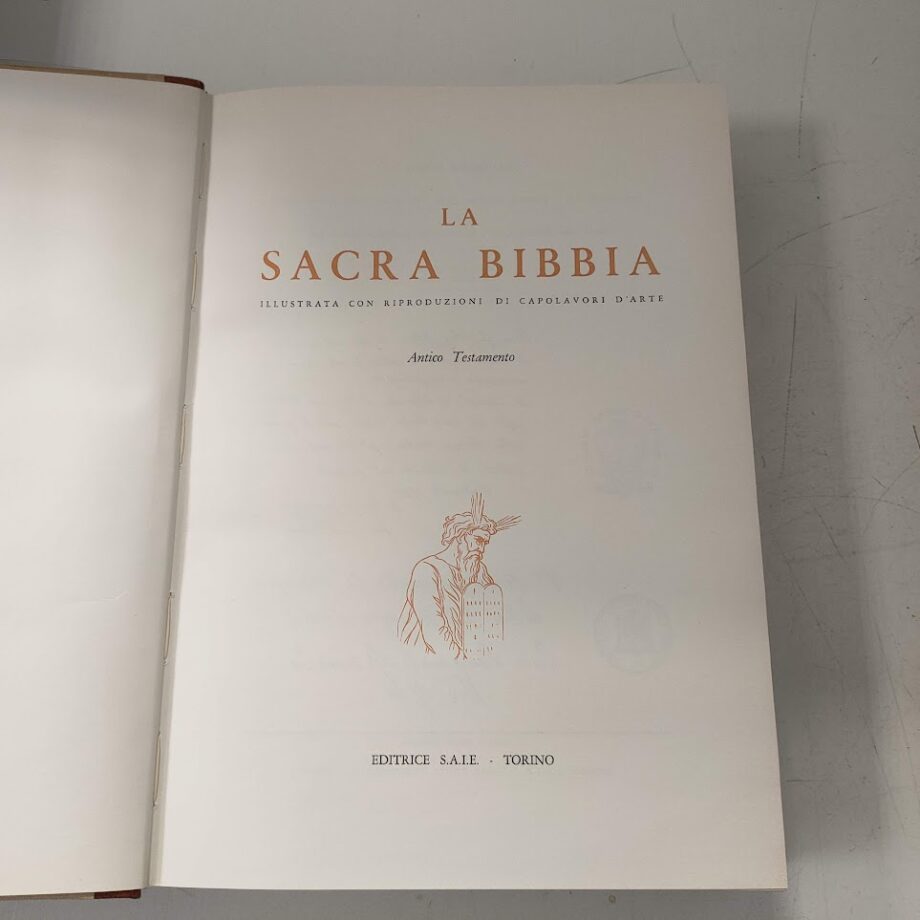 LA
SACRA BIBBIA
ILLUSTRATA CON RIPRODUZIONI DI CAPOLAVORI D'ARTE
Antico Testamento
EDITRICE S.A.I.E. · TORINO